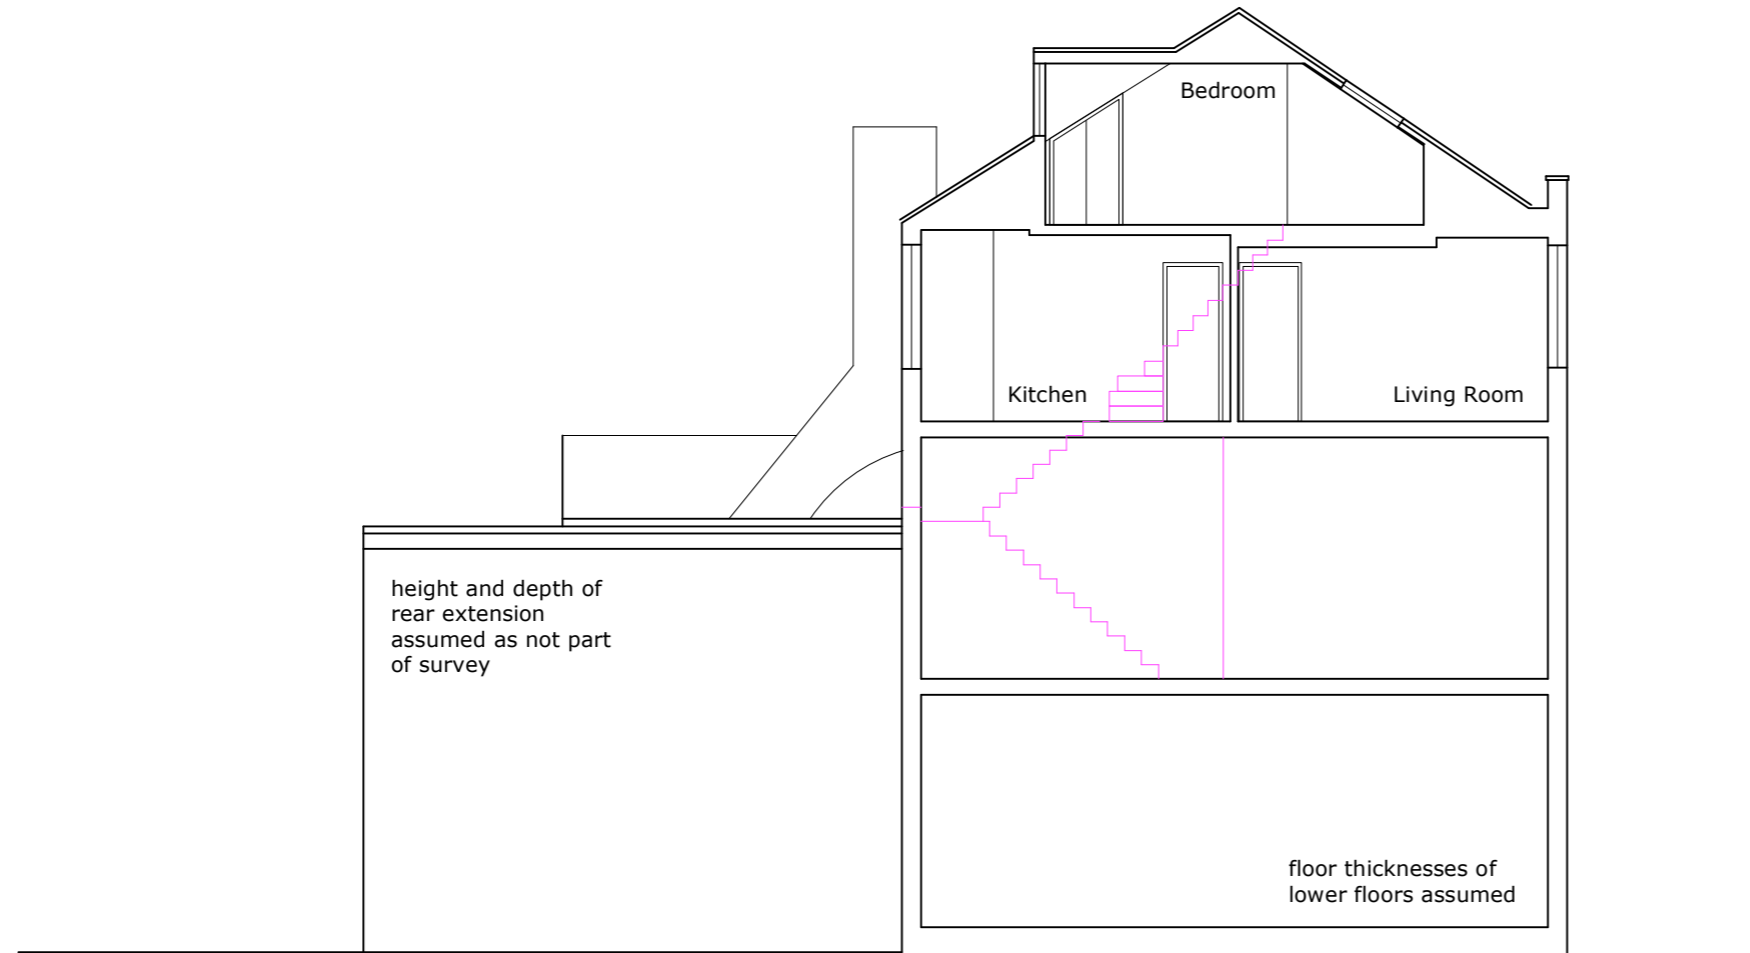 Bedroom
Kitchen
Living Room
height and depth of
rear extension
assumed as not part
of survey
floor thicknesses of
lower floors assumed